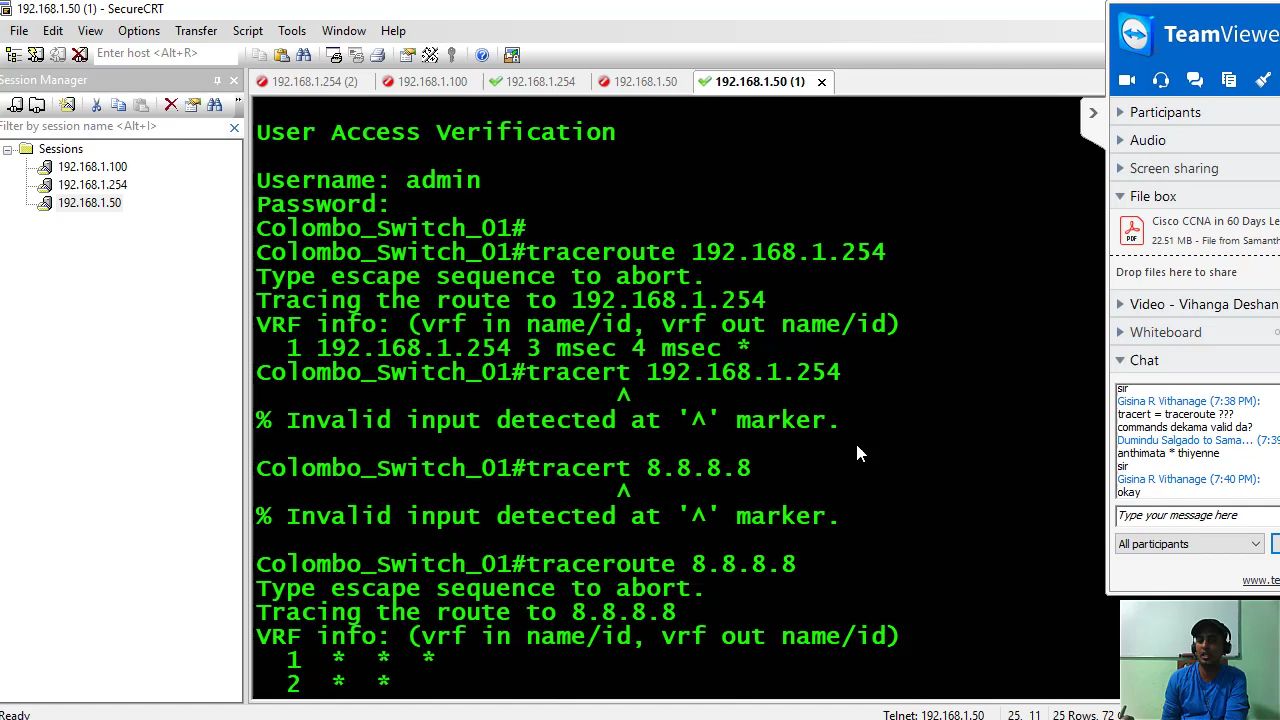 192.168.1.50 (1) - SecureCRT
File Edit View Options Transfer Script Tools Window Help
Enter host <Alt+R>
Session Manager
192.168.1.254 (2) 192.168.1.100 192.168.1.254 192.168.1.50 192.168.1.50 (1)
Filter by session name <Alt+I>
Sessions
192.168.1.100
192.168.1.254
192.168.1.50
User Access Verification
Username: admin
Password:
Colombo_Switch_01#
Colombo_Switch_01#traceroute 192.168.1.254
Type escape sequence to abort.
Tracing the route to 192.168.1.254
VRF info: (vrf in name/id, vrf out name/id)
1 192.168.1.254 3 msec 4 msec *
Colombo_Switch_01#tracert 192.168.1.254
^
% Invalid input detected at '^' marker.
Colombo_Switch_01#tracert 8.8.8.8
^
% Invalid input detected at '^' marker.
Colombo_Switch_01#traceroute 8.8.8.8
Type escape sequence to abort.
Tracing the route to 8.8.8.8
VRF info: (vrf in name/id, vrf out name/id)
1 * * *
2 * *
Ready
Telnet: 192.168.1.50 25, 11 25 Rows, 72
TeamViewe
Participants
Audio
Screen sharing
File box
Cisco CCNA in 60 Days Le
22.51 MB - File from Samant
PDF
Drop files here to share
Video - Vihanga Deshan
Whiteboard
Chat
sir
Gisina R Vithanage (7:38 PM):
tracert = traceroute ???
commands dekama valid da?
Dumindu Salgado to Sama... (7:39
anthimata * thiyenne
sir
Gisina R Vithanage (7:40 PM):
okay
Type your message here
All participants
www.te